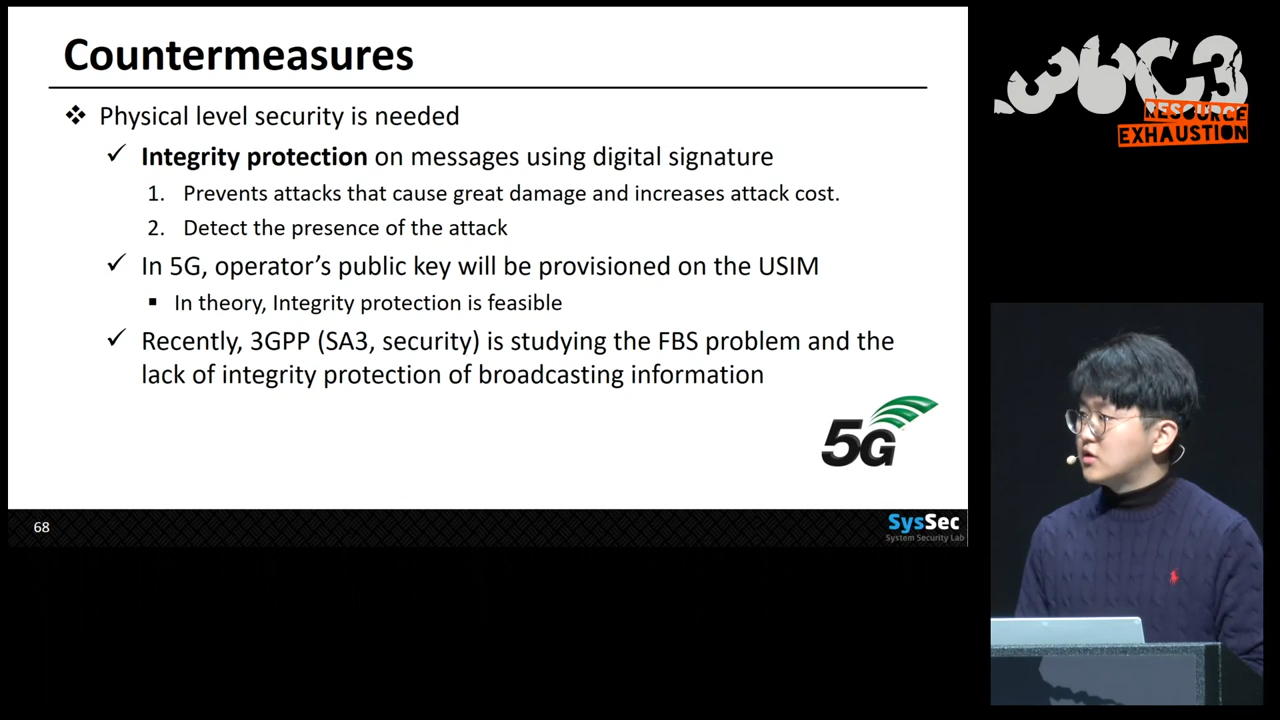 Countermeasures
❖ Physical level security is needed
✓ Integrity protection on messages using digital signature
1. Prevents attacks that cause great damage and increases attack cost.
2. Detect the presence of the attack
✓ In 5G, operator's public key will be provisioned on the USIM
▪ In theory, Integrity protection is feasible
✓ Recently, 3GPP (SA3, security) is studying the FBS problem and the
lack of integrity protection of broadcasting information
5G
68
SysSec
System Security Lab
36C3
RESOURCE
EXHAUSTION